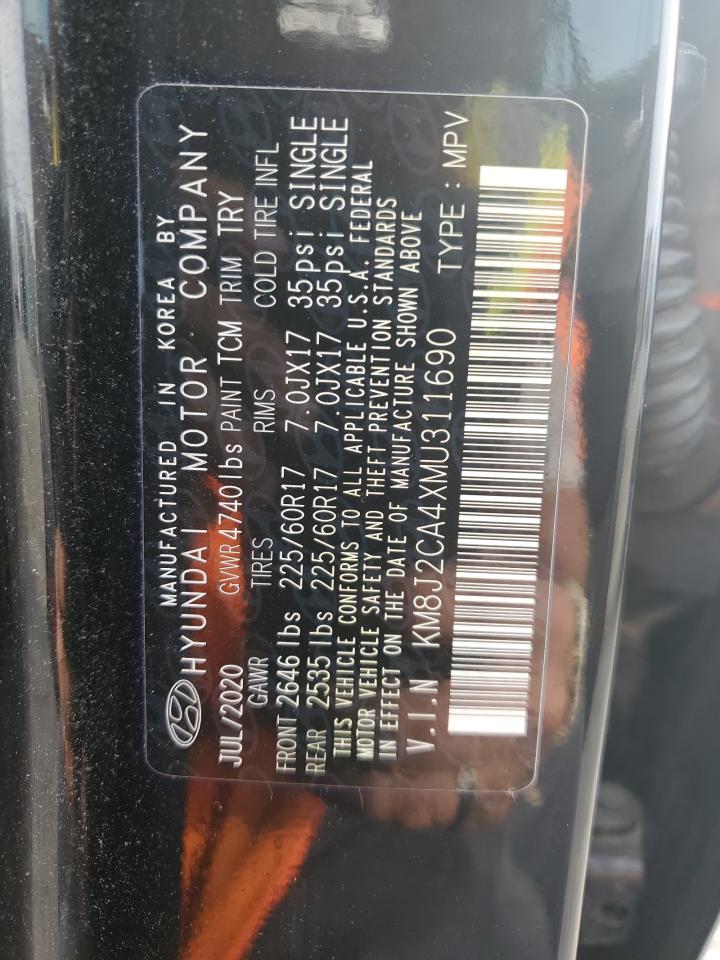 MANUFACTURED IN KOREA BY
HYUNDAI MOTOR COMPANY
JUL/2020 GVWR 4740 lbs PAINT TCM TRIM TRY
GAWR TIRES RMS COLD TIRE INFL
FRONT 2646 lbs 225/60R17 7.0JX17 35psi SINGLE
REAR 2535 lbs 225/60R17 7.0JX17 35psi SINGLE
THIS VEHICLE CONFORMS TO ALL APPLICABLE U.S.A. FEDERAL
MOTOR VEHICLE SAFETY AND THEFT PREVENTION STANDARDS
IN EFFECT ON THE DATE OF MANUFACTURE SHOWN ABOVE
V.I.N KM8J2CA4XMU311690 TYPE : MPV